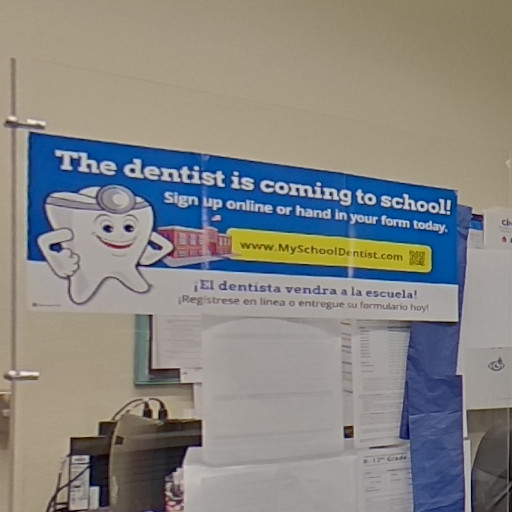 The dentist is coming to school!
Sign up online or hand in your form today.
www.MySchoolDentist.com
¡El dentista vendra a la escuela!
¡Regístrese en línea o entregue su formulario hoy!